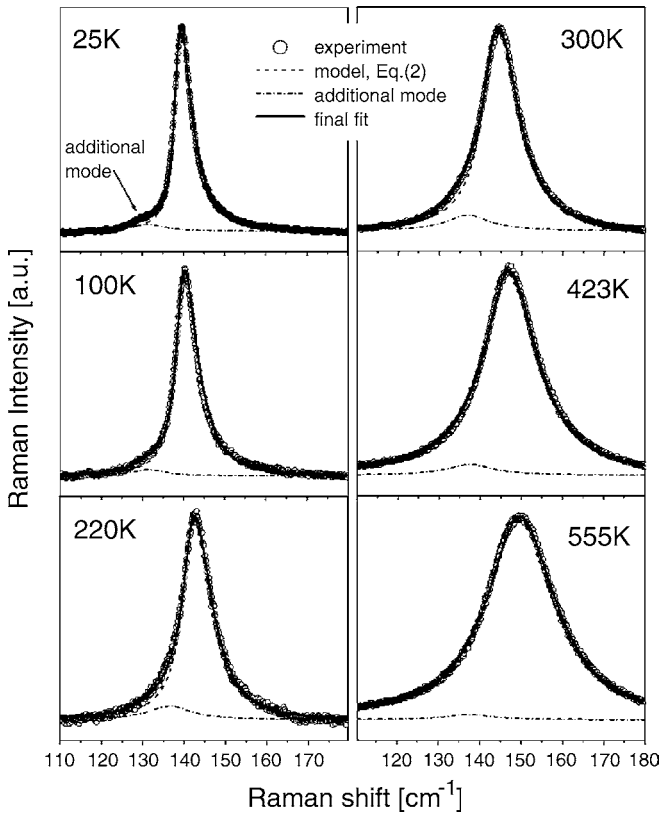 25K
experiment
model, Eq.(2)
additional mode
final fit
300K
additional
mode
100K
423K
220K
555K
Raman Intensity [a.u.]
110 120 130 140 150 160 170
120 130 140 150 160 170 180
Raman shift [cm⁻¹]